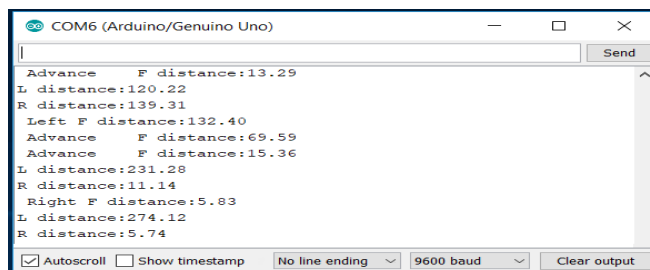 COM6 (Arduino/Genuino Uno)
Send
Advance F distance:13.29
L distance:120.22
R distance:139.31
Left F distance:132.40
Advance F distance:69.59
Advance F distance:15.36
L distance:231.28
R distance:11.14
Right F distance:5.83
L distance:274.12
R distance:5.74
Autoscroll Show timestamp No line ending 9600 baud Clear output